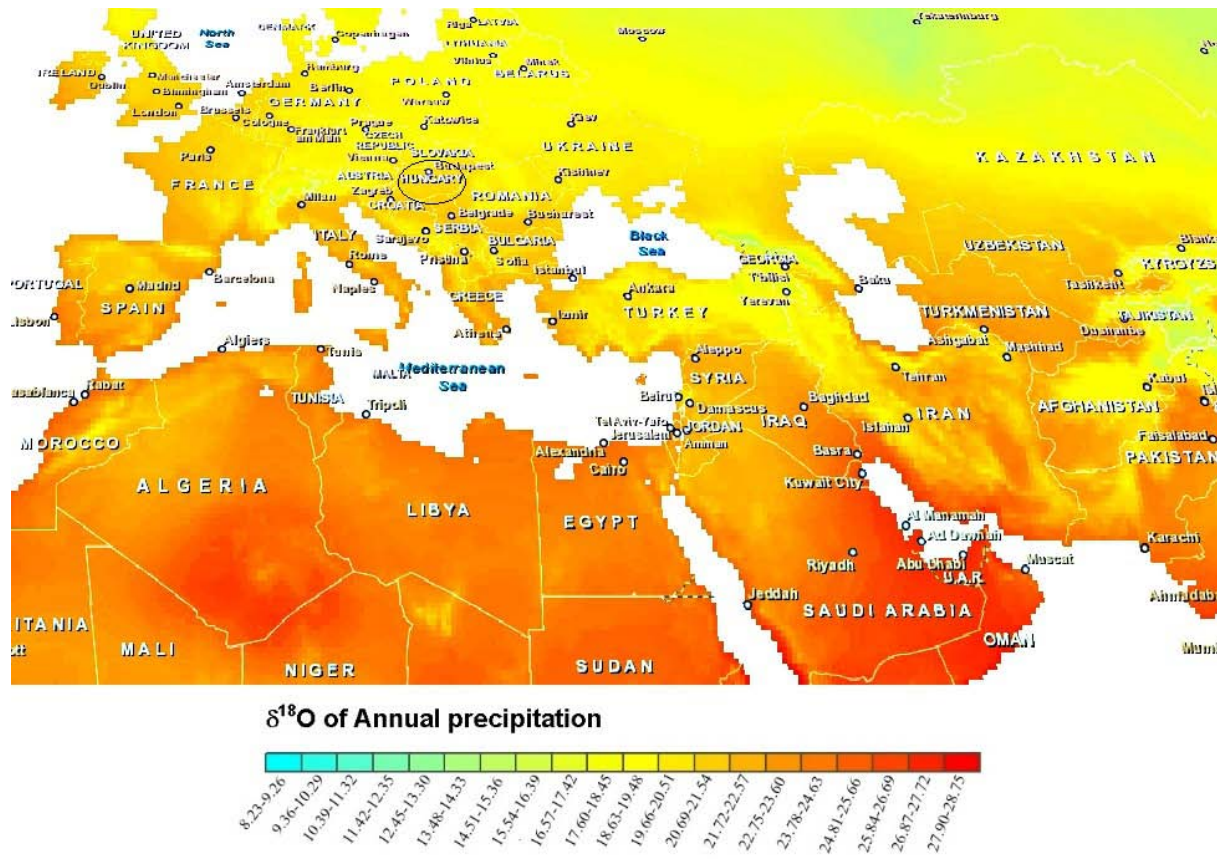 Yekaterinburg
UNITED
KINGDOM
North
Sea
DENMARK
Copenhagen
Riga
LATVIA
Moscow
LITHUANIA
Vilnius
Minsk
BELARUS
IRELAND
Dublin
Manchester
Birmingham
London
Amsterdam
Hamburg
Berlin
POLAND
Warsaw
GERMANY
Brussels
Cologne
Frankfurt
am Main
Prague
CZECH
REPUBLIC
Katowice
Kiev
UKRAINE
KAZAKHSTAN
Paris
FRANCE
Vienna
SLOVAKIA
Budapest
AUSTRIA
HUNGARY
Kishinev
Zagreb
CROATIA
ROMANIA
Milan
Belgrade
Bucharest
ITALY
Sarajevo
SERBIA
BULGARIA
Pristina
Sofia
Black
Sea
GEORGIA
T'bilisi
UZBEKISTAN
Bishk
KYRGYZS
Tashkent
Rome
Naples
Istanbul
Ankara
Yerevan
Baku
Barcelona
PORTUGAL
Madrid
SPAIN
GREECE
TURKEY
TURKMENISTAN
TAJIKISTAN
Dushanbe
Lisbon
Athens
Izmir
Ashgabat
Mashhad
Algiers
Tunis
Aleppo
MALTA
Mediterranean
Sea
SYRIA
Tehran
Kabul
asablanca
Rabat
TUNISIA
Tripoli
Beirut
Damascus
Baghdad
IRAQ
Isfahan
IRAN
AFGHANISTAN
Isl
MOROCCO
Tel Aviv-Yafo
JORDAN
Jerusalem
Amman
Alexandria
Cairo
Basra
Faisalabad
PAKISTAN
Kuwait City
ALGERIA
LIBYA
EGYPT
Al Manamah
Ad Dawhah
Karachi
Riyadh
Abu Dhabi
Muscat
U.A.R.
Jeddah
SAUDI ARABIA
Ahmadaba
ITANIA
ott
MALI
NIGER
SUDAN
OMAN
Mum
δ¹⁸O of Annual precipitation
8.23-9.26
9.36-10.29
10.39-11.32
11.42-12.35
12.45-13.30
13.48-14.33
14.51-15.36
15.54-16.39
16.57-17.42
17.60-18.45
18.63-19.48
19.66-20.51
20.69-21.54
21.72-22.57
22.75-23.60
23.78-24.63
24.81-25.66
25.84-26.69
26.87-27.72
27.90-28.75